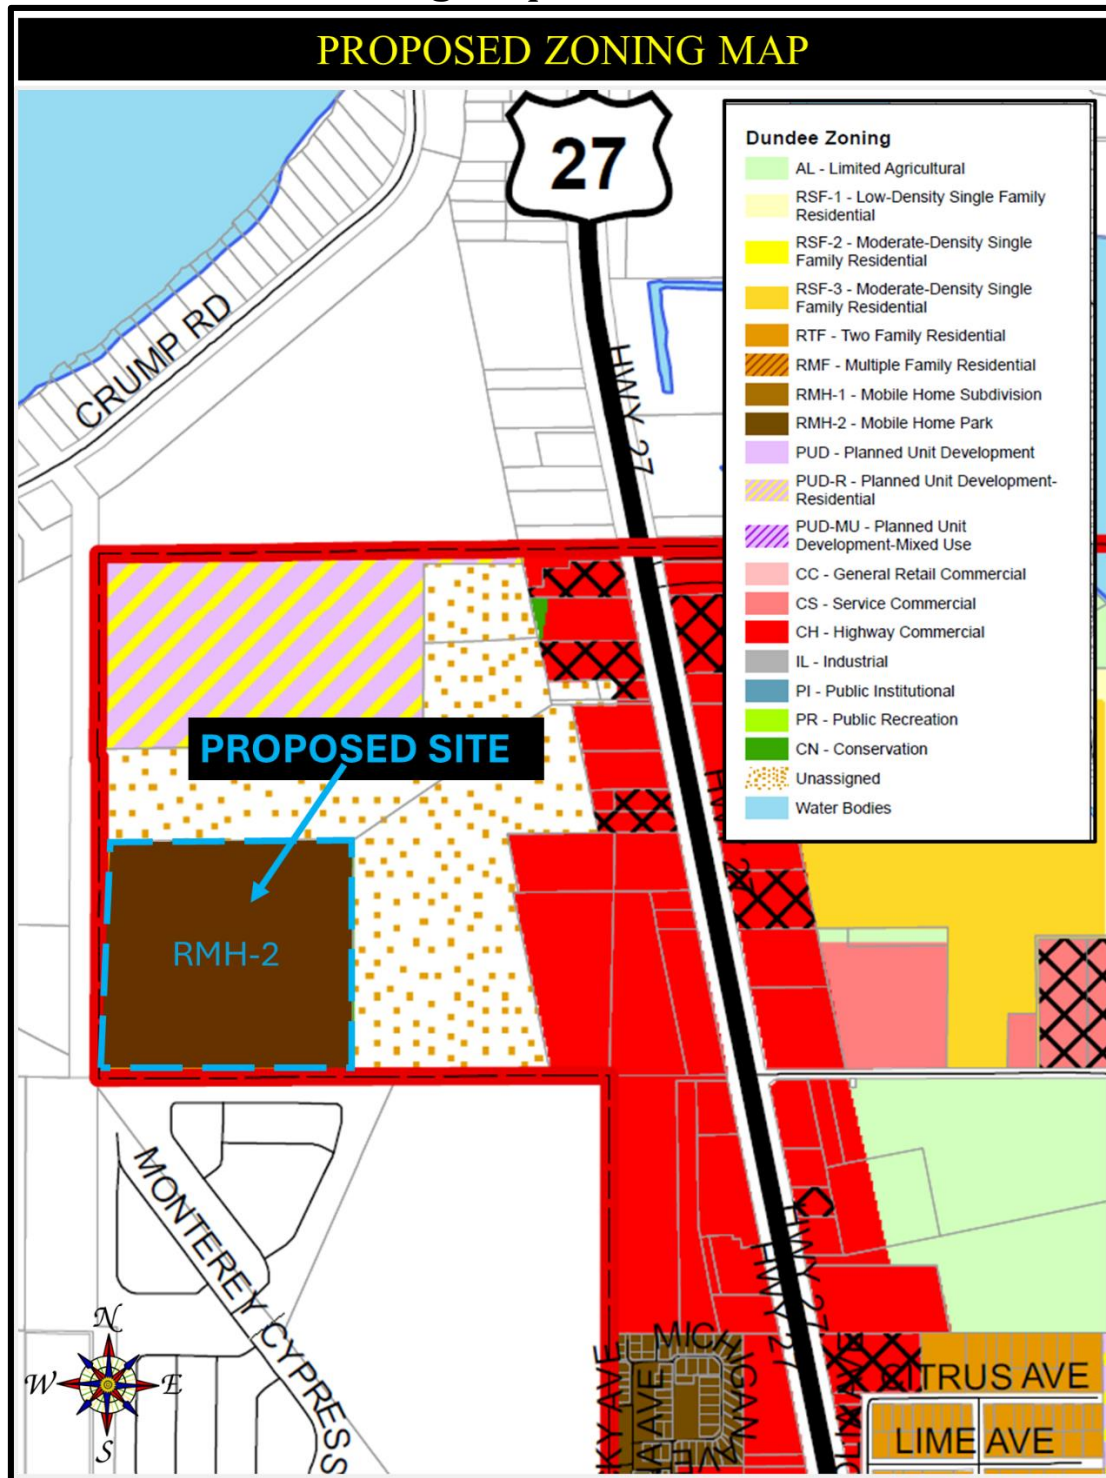 PROPOSED ZONING MAP
27
Dundee Zoning
AL - Limited Agricultural
RSF-1 - Low-Density Single Family
Residential
RSF-2 - Moderate-Density Single
Family Residential
RSF-3 - Moderate-Density Single
Family Residential
RTF - Two Family Residential
RMF - Multiple Family Residential
RMH-1 - Mobile Home Subdivision
RMH-2 - Mobile Home Park
PUD - Planned Unit Development
PUD-R - Planned Unit Development-
Residential
PUD-MU - Planned Unit
Development-Mixed Use
CC - General Retail Commercial
CS - Service Commercial
CH - Highway Commercial
IL - Industrial
PI - Public Institutional
PR - Public Recreation
CN - Conservation
Unassigned
Water Bodies
CRUMP RD
HWY 27
PROPOSED SITE
RMH-2
MONTEREY CYPRESS
HWY 27
HWY 27
MICHIGAN AVE
N
W
E
S
CITRUS AVE
LIME AVE